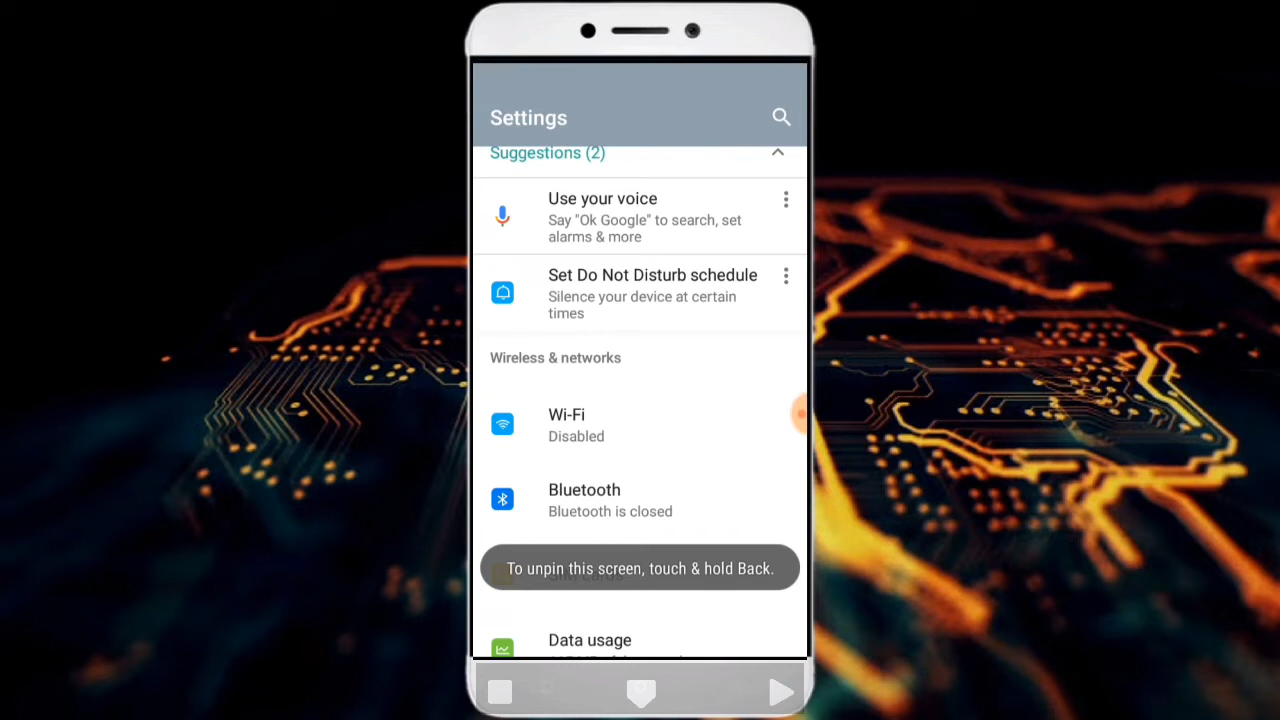 Settings
Suggestions (2)
Use your voice
Say "Ok Google" to search, set
alarms & more
Set Do Not Disturb schedule
Silence your device at certain
times
Wireless & networks
Wi-Fi
Disabled
Bluetooth
Bluetooth is closed
To unpin this screen, touch & hold Back.
Data usage